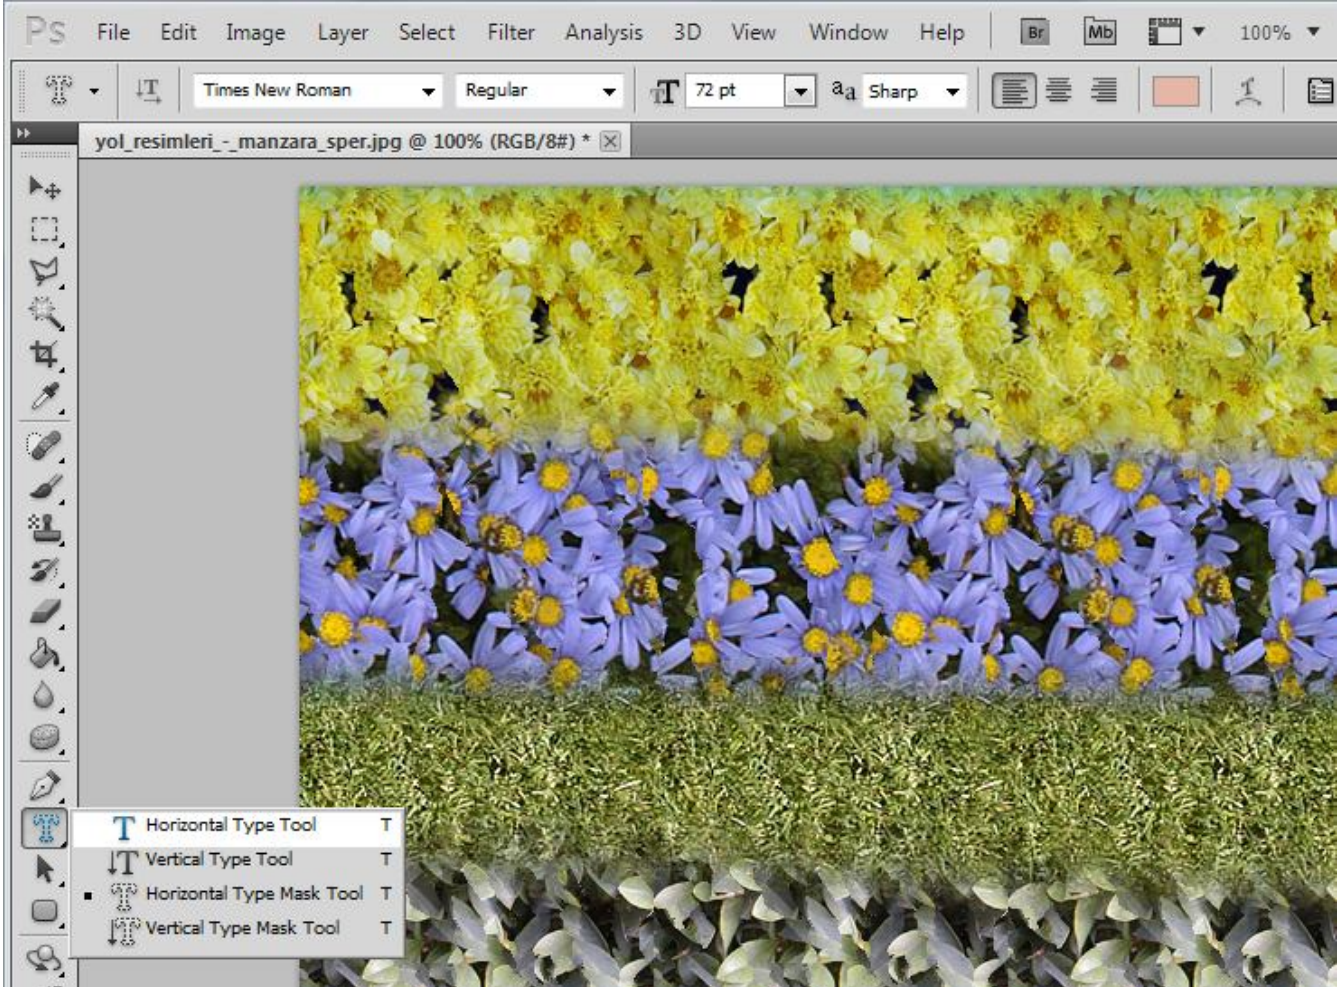 Ps File Edit Image Layer Select Filter Analysis 3D View Window Help Br Mb 100%
T Times New Roman Regular T 72 pt aa Sharp
yol_resimleri_-_manzara_sper.jpg @ 100% (RGB/8#) *
T Horizontal Type Tool T
T Vertical Type Tool T
Horizontal Type Mask Tool T
Vertical Type Mask Tool T